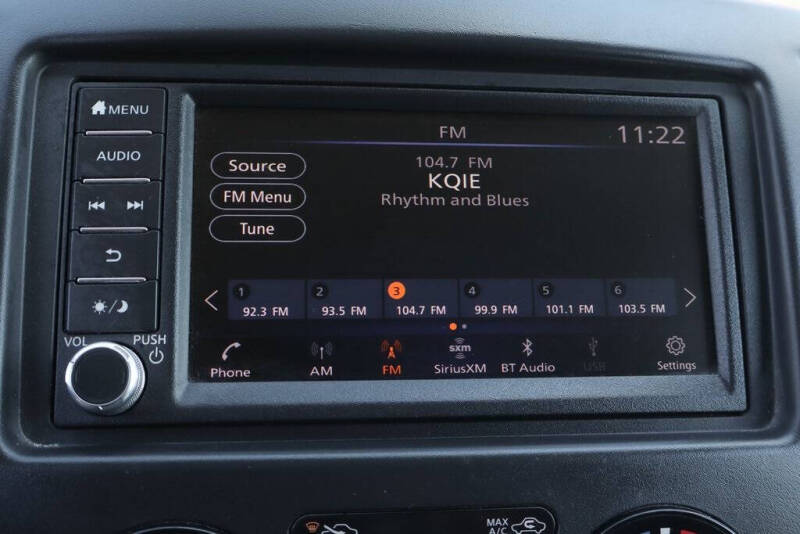 MENU
AUDIO
VOL
PUSH
FM
11:22
Source
FM Menu
Tune
104.7 FM
KQIE
Rhythm and Blues
1 2 3 4 5 6
92.3 FM 93.5 FM 104.7 FM 99.9 FM 101.1 FM 103.5 FM
sxm
Phone AM FM SiriusXM BT Audio USB Settings
MAX
A/C